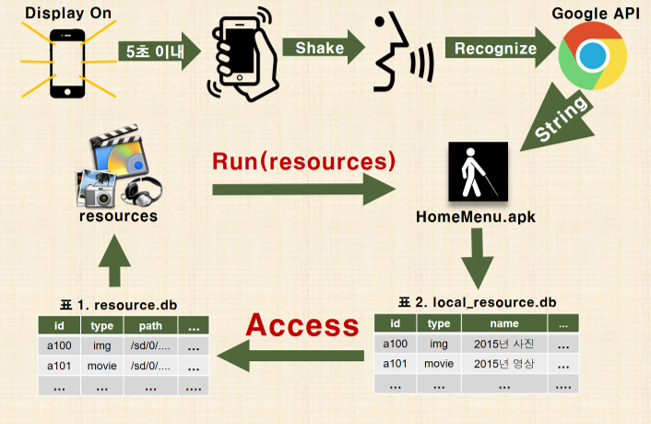 Display On
5초 이내
Shake
Recognize
Google API
String
Run(resources)
resources
HomeMenu.apk
표 1. resource.db
id type path ...
a100 img /sd/0/.... ...
a101 movie /sd/0/.... ...
... ... ... ....
Access
표 2. local_resource.db
id type name ...
a100 img 2015년 사진 ...
a101 movie 2015년 영상 ...
... ... ... ....